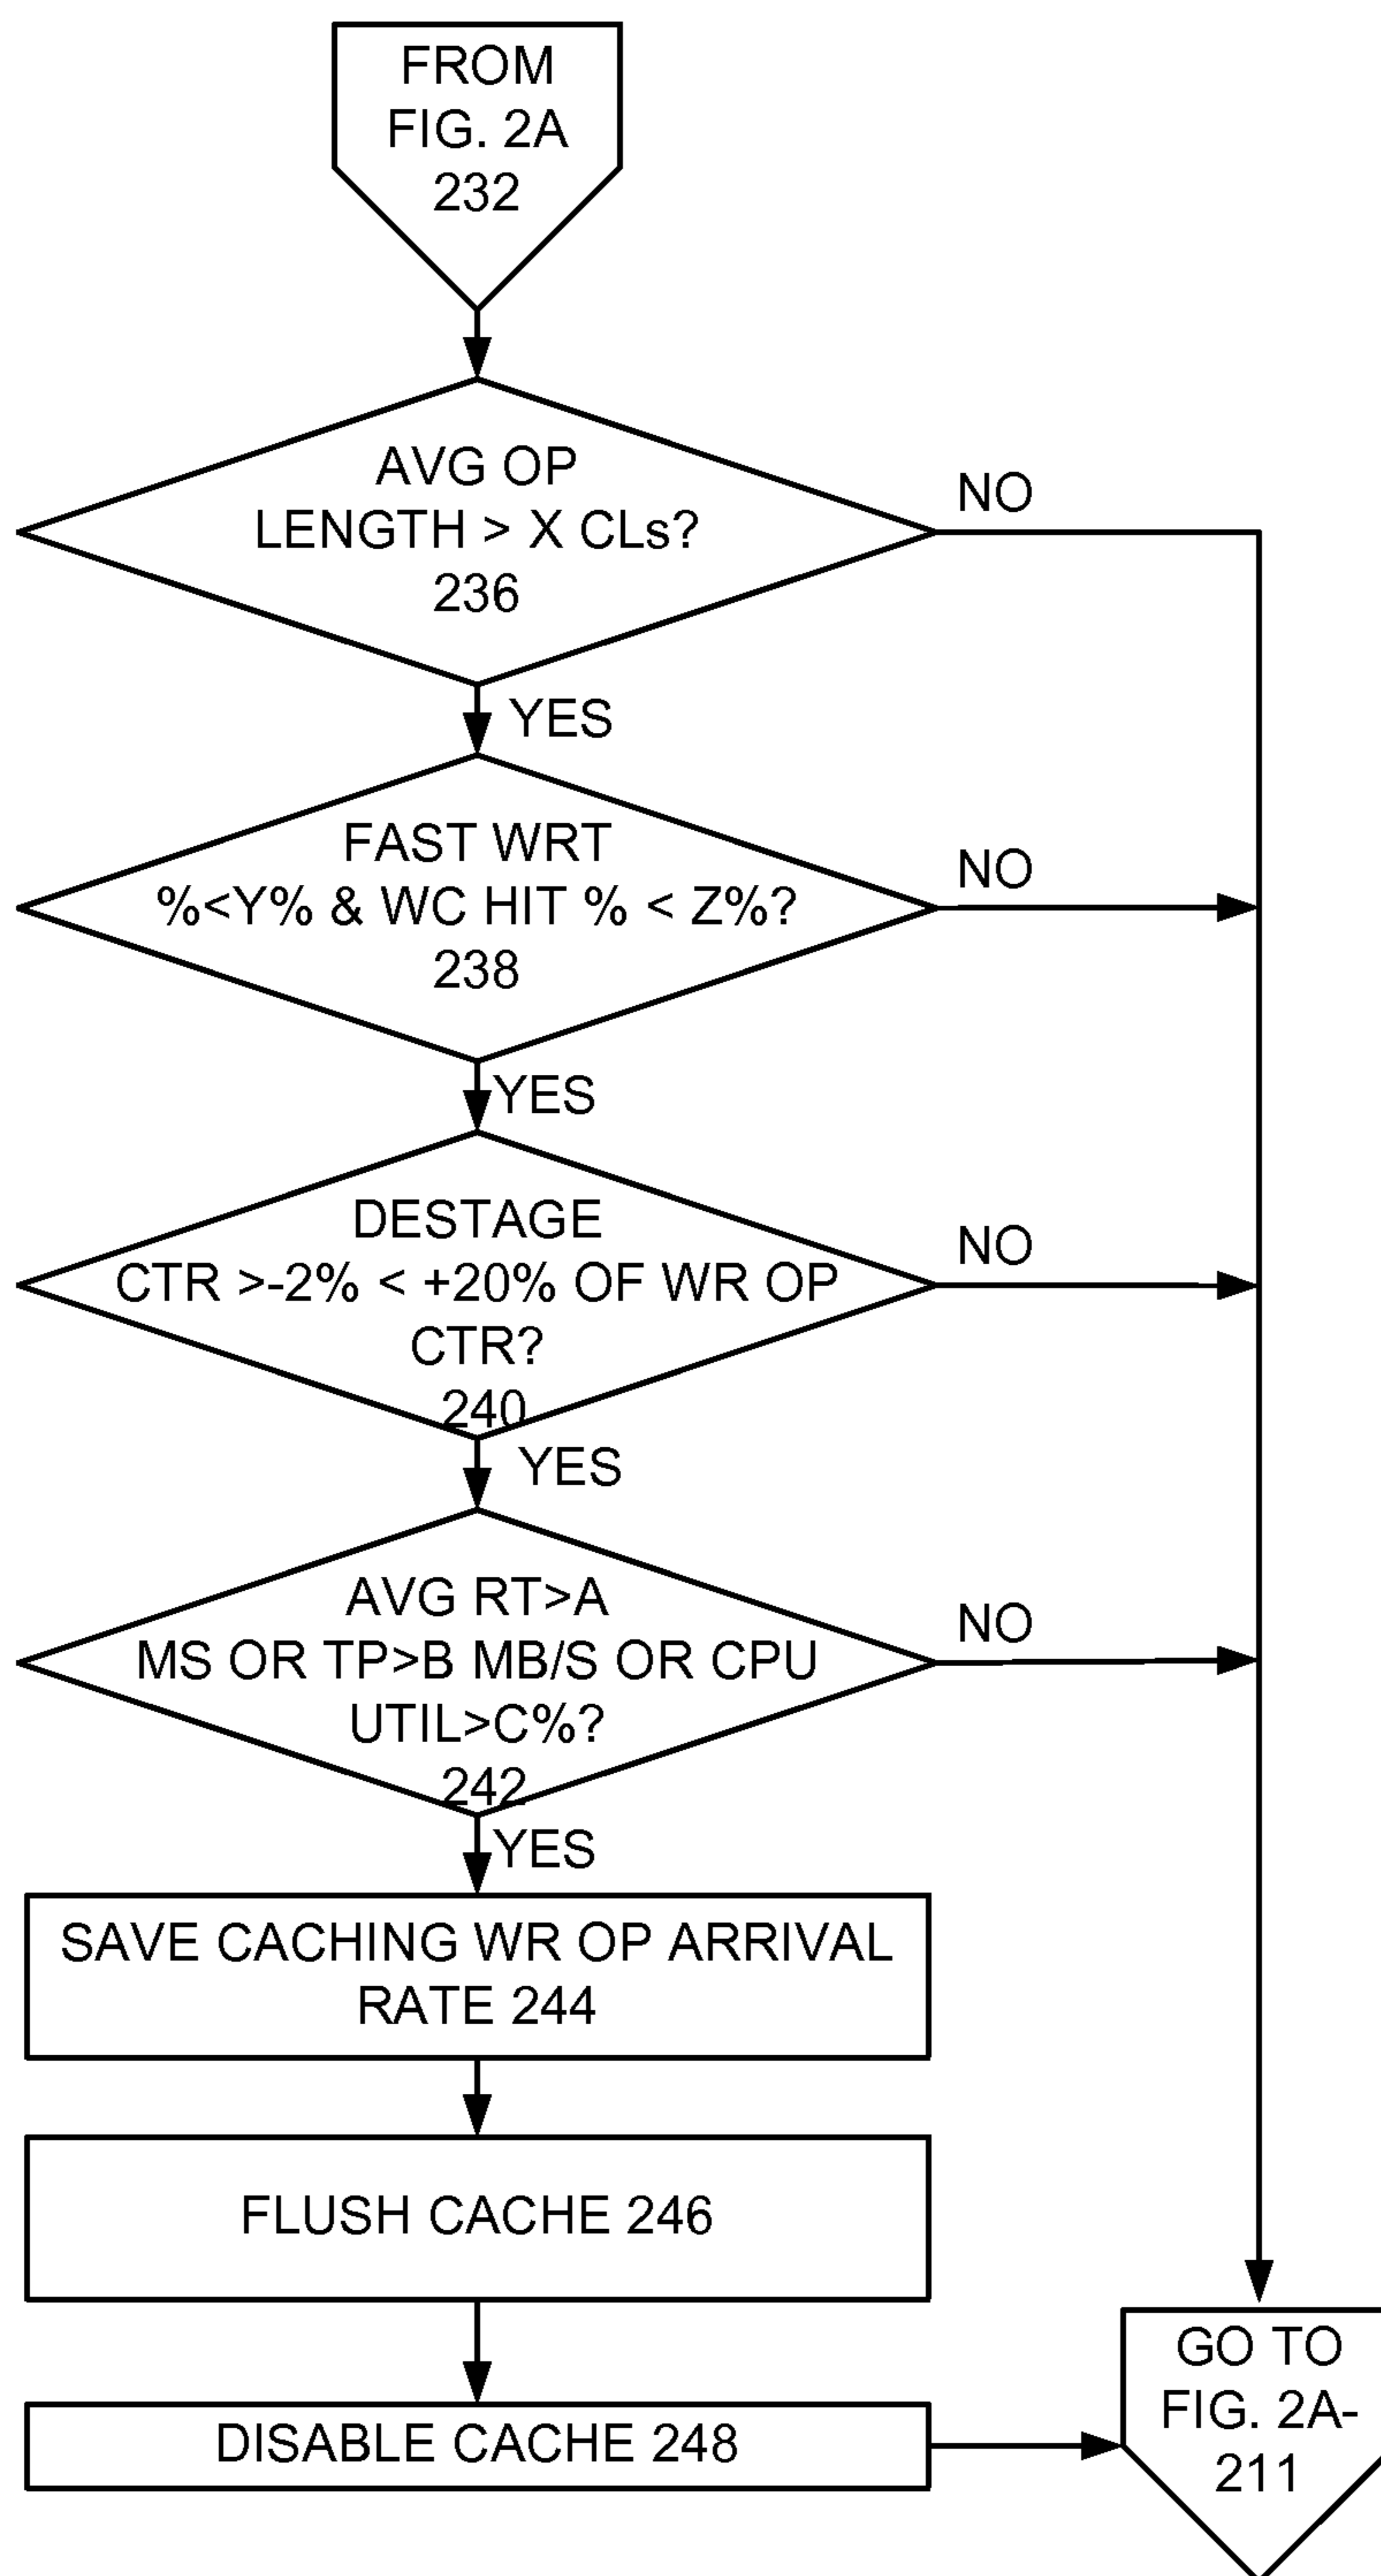 FROM
FIG. 2A
232
AVG OP
LENGTH > X CLs?
236
NO
YES
FAST WRT
%<Y% & WC HIT % < Z%?
238
NO
YES
DESTAGE
CTR >-2% < +20% OF WR OP
CTR?
240
NO
YES
AVG RT>A
MS OR TP>B MB/S OR CPU
UTIL>C%?
242
NO
YES
SAVE CACHING WR OP ARRIVAL
RATE 244
FLUSH CACHE 246
DISABLE CACHE 248
GO TO
FIG. 2A-
211